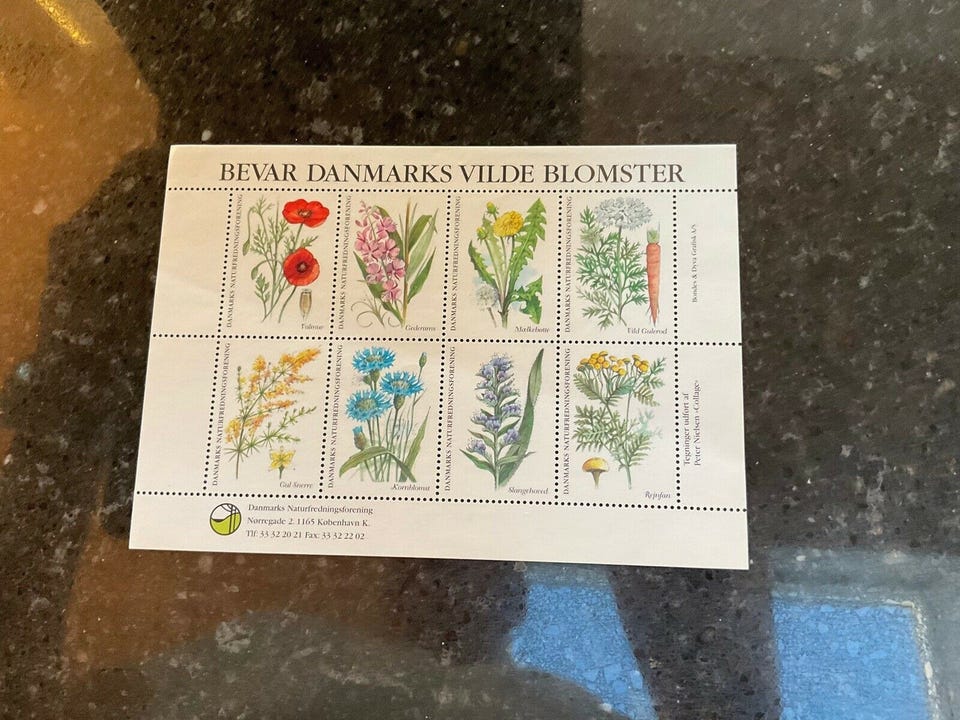 BEVAR DANMARKS VILDE BLOMSTER
DANMARKS NATURFREDNINGSFORENING
Valmue
DANMARKS NATURFREDNINGSFORENING
Gederams
DANMARKS NATURFREDNINGSFORENING
Mælkebøtte
DANMARKS NATURFREDNINGSFORENING
Vild Gulerod
Bondes & Dyva Grafisk A/S
DANMARKS NATURFREDNINGSFORENING
Gul Snerre
DANMARKS NATURFREDNINGSFORENING
Kornblomst
DANMARKS NATURFREDNINGSFORENING
Slangehoved
DANMARKS NATURFREDNINGSFORENING
Rejnfan
Tegninger udført af
Peter Nielsen »Collage«
Danmarks Naturfredningsforening
Nørregade 2. 1165 København K.
Tlf: 33 32 20 21 Fax: 33 32 22 02